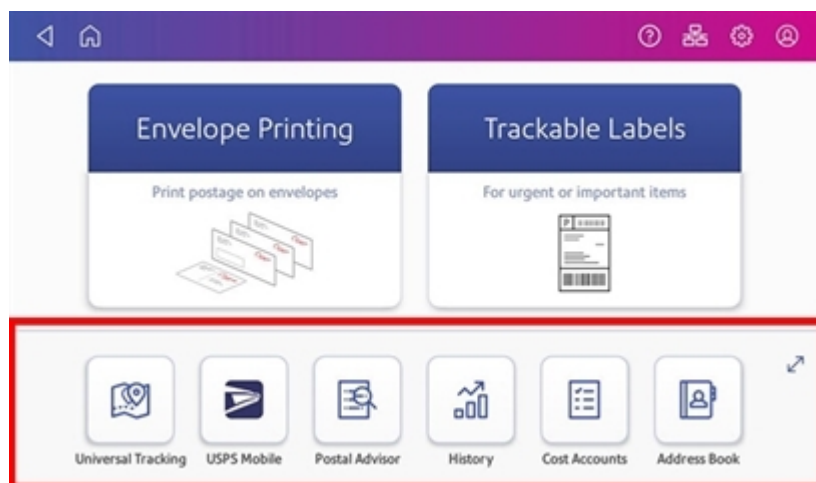 Envelope Printing
Print postage on envelopes
Trackable Labels
For urgent or important items
P
Universal Tracking
USPS Mobile
Postal Advisor
History
Cost Accounts
Address Book